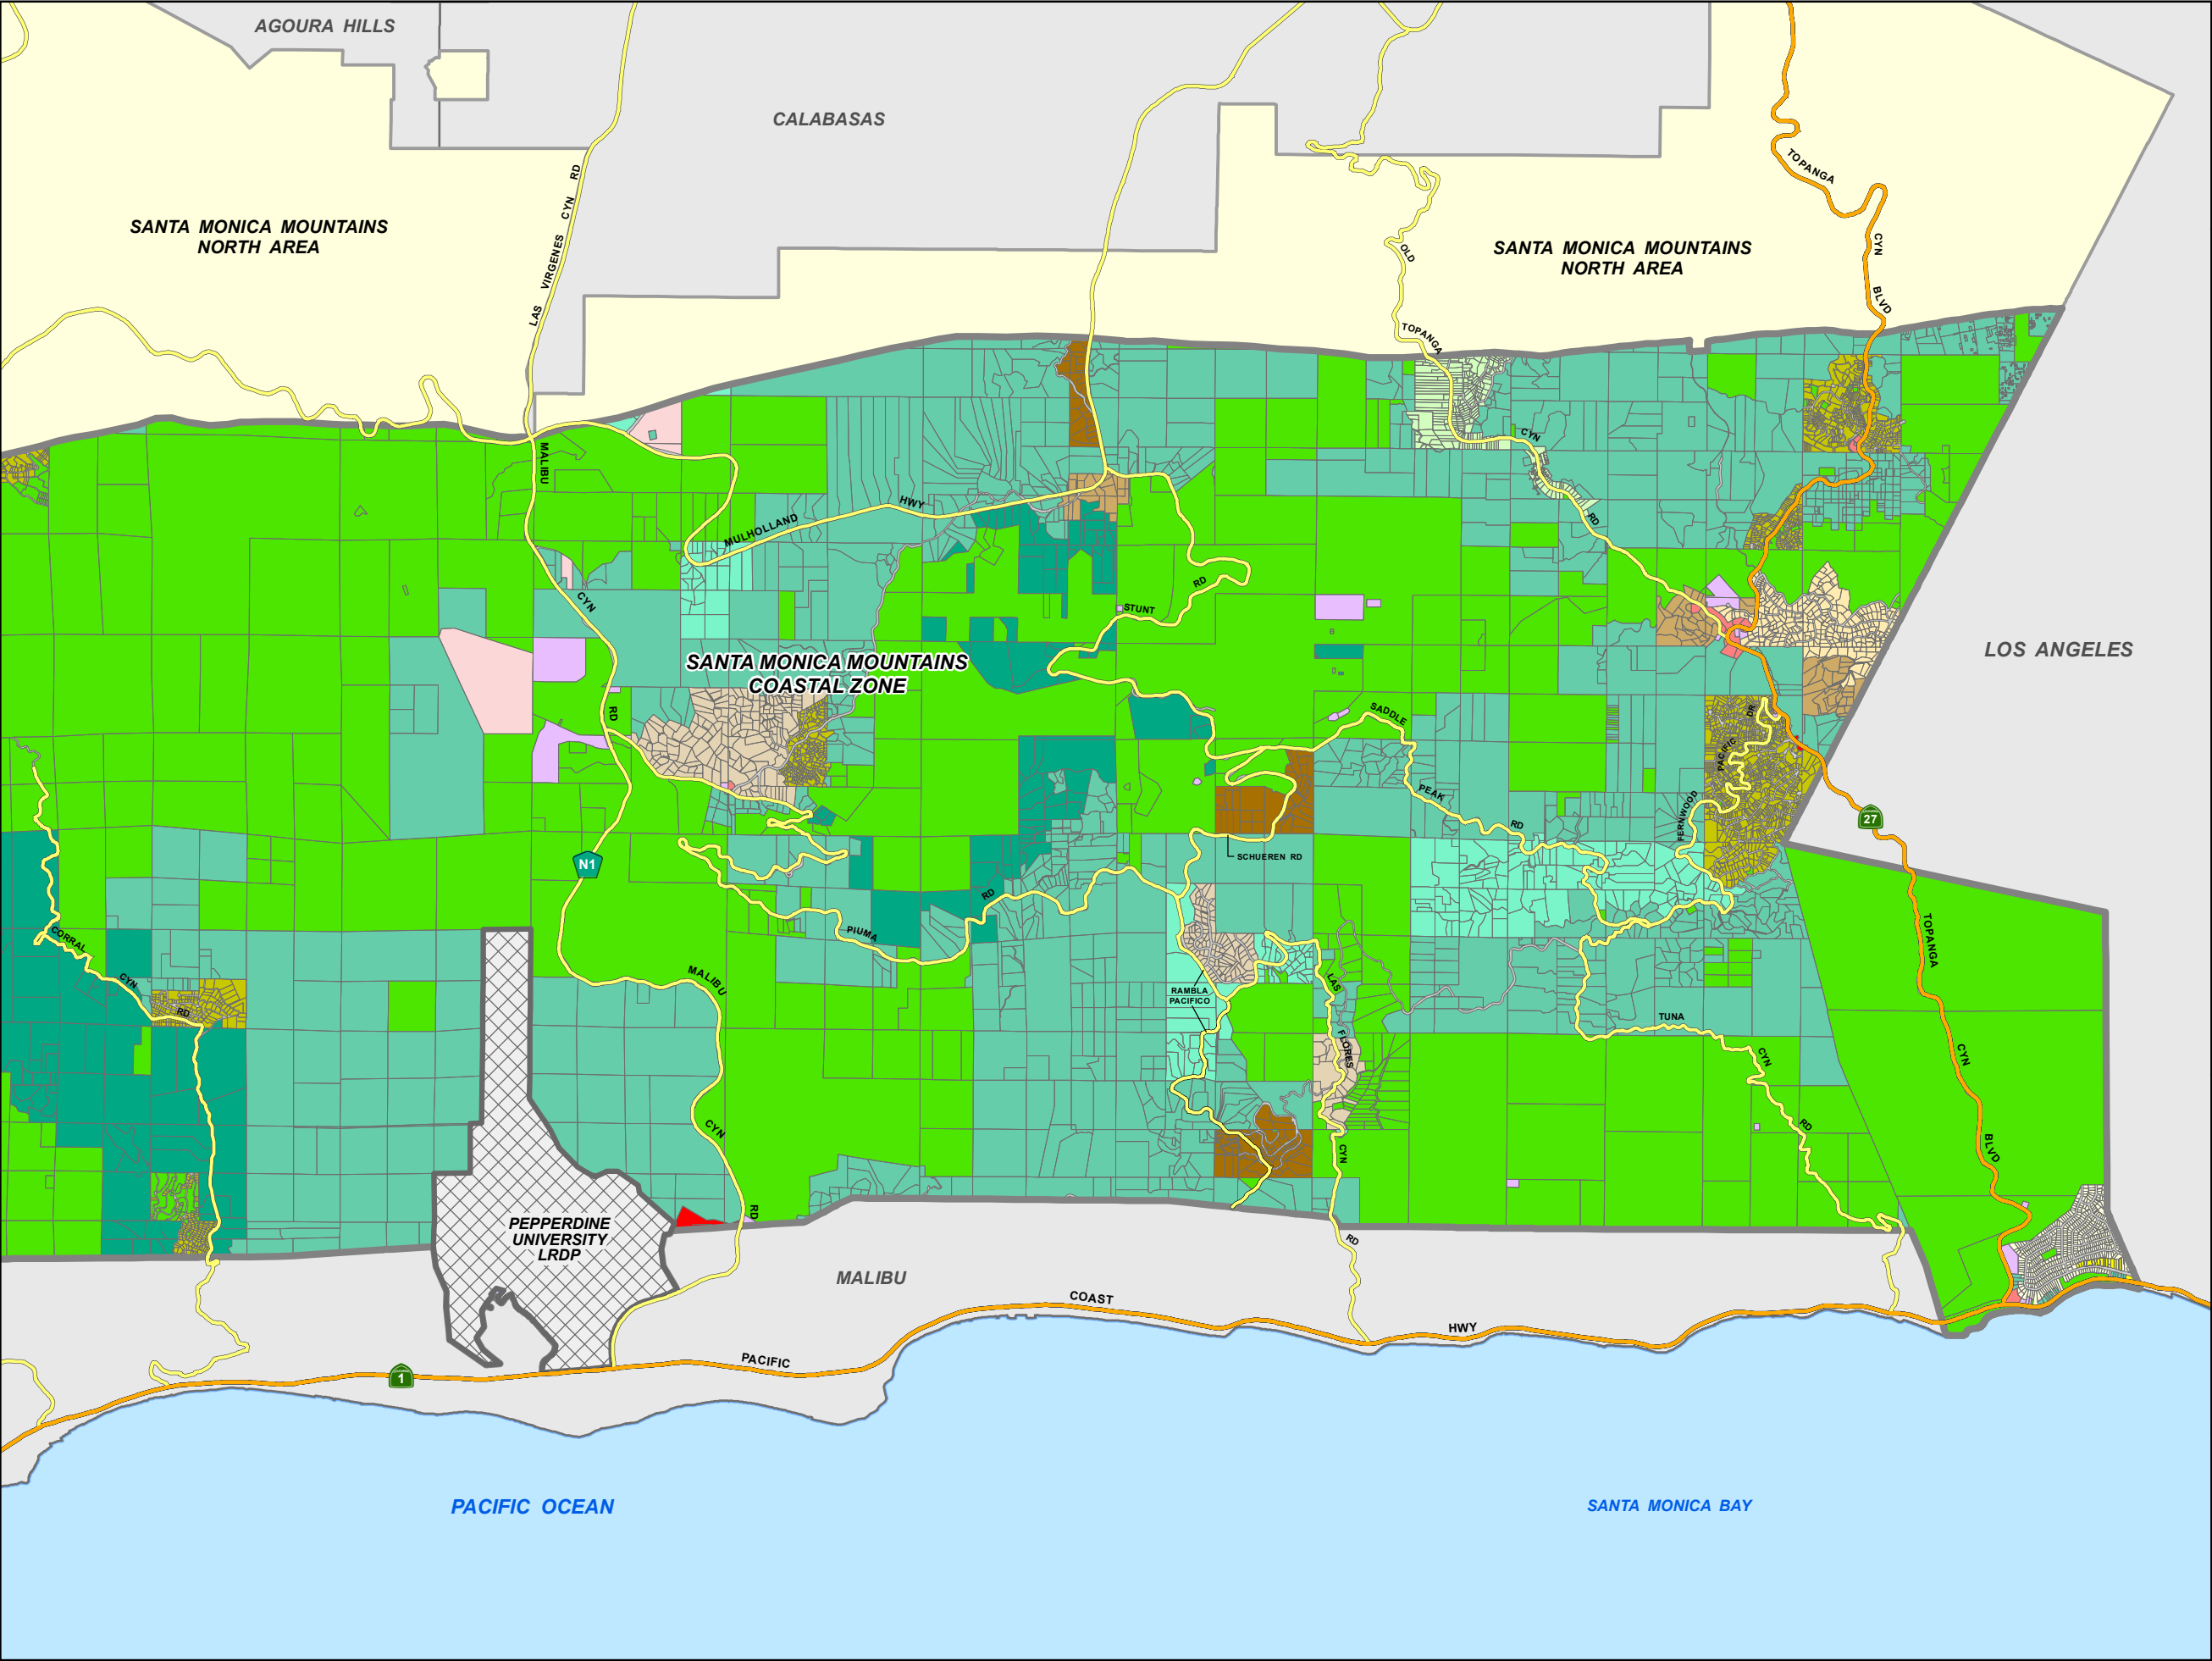 AGOURA HILLS
CALABASAS
TOPANGA
LAS VIRGENES CYN RD
SANTA MONICA MOUNTAINS
NORTH AREA
OLD
SANTA MONICA MOUNTAINS
NORTH AREA
CYN
BLVD
TOPANGA
MALIBU
CYN
HWY
MULHOLLAND
RD
CYN
RD
STUNT
LOS ANGELES
SANTA MONICA MOUNTAINS
COASTAL ZONE
RD
SADDLE
DR
PACIFIC
PEAK
FERNWOOD
RD
27
SCHUEREN RD
N1
RD
PIUMA
CORRAL
TOPANGA
CYN
MALIBU
LAS
RAMBLA
PACIFICO
RD
TUNA
FLORES
CYN
CYN
CYN
RD
CYN
BLVD
RD
PEPPERDINE
UNIVERSITY
LRDP
RD
MALIBU
COAST
HWY
PACIFIC
1
PACIFIC OCEAN
SANTA MONICA BAY